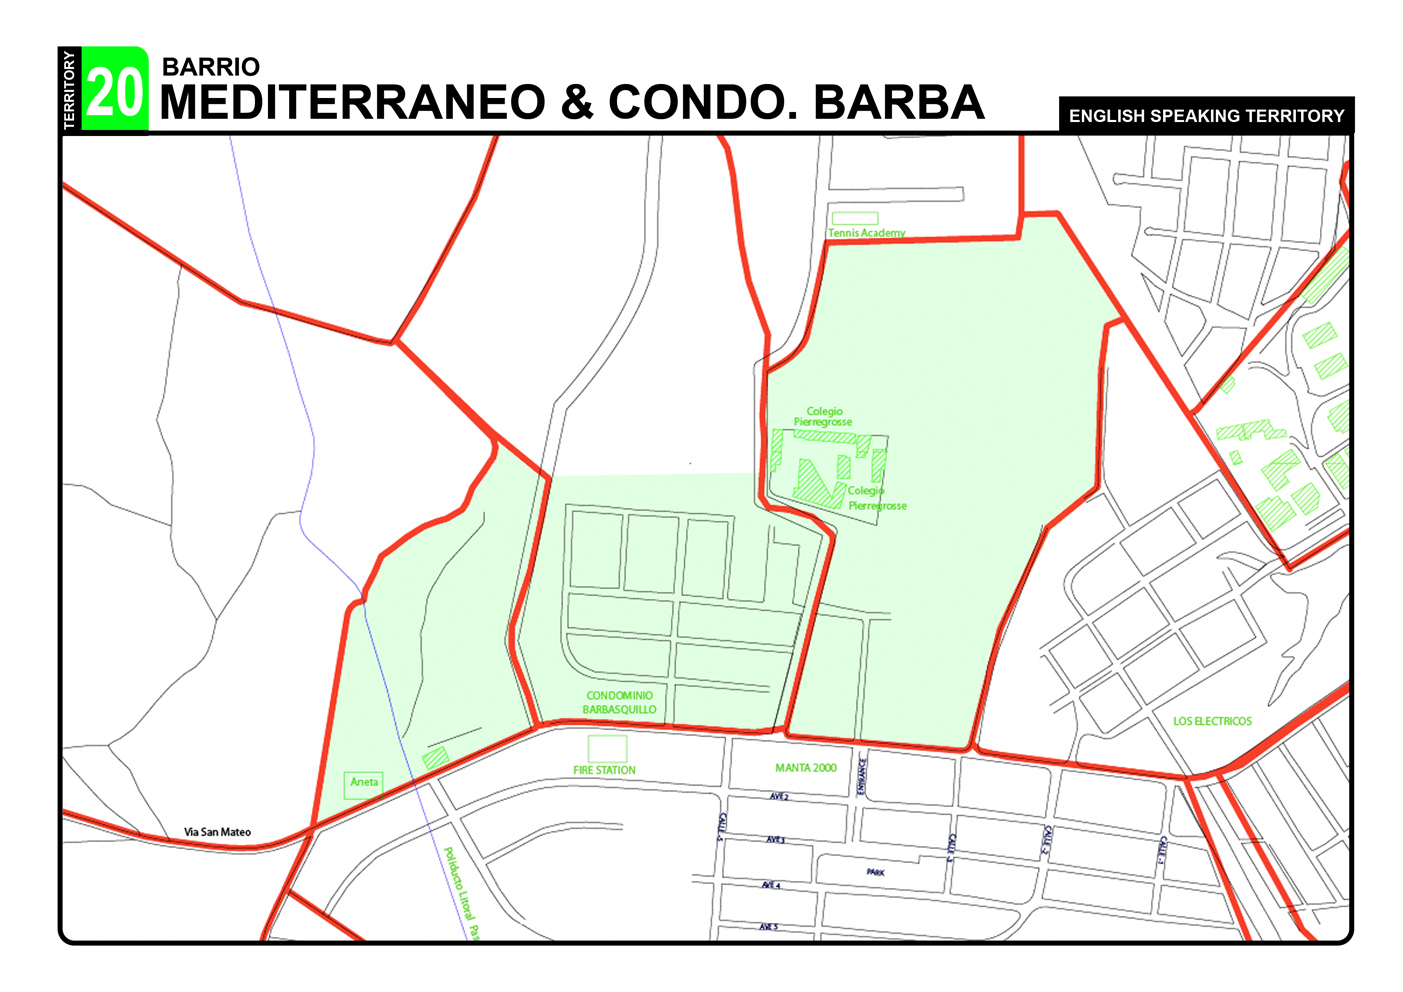 TERRITORY
20
BARRIO
MEDITERRANEO & CONDO. BARBA
ENGLISH SPEAKING TERRITORY
Tennis Academy
Colegio
Pierregrosse
Colegio
Pierregrosse
CONDOMINIO
BARBASQUILLO
LOS ELECTRICOS
FIRE STATION
MANTA 2000
ENTRANCE
Aneta
AVE 2
Via San Mateo
CALLE -5
AVE 3
CALLE -3
CALLE -2
CALLE -1
PARK
AVE 4
Poliducto Litoral Pas
AVE 5